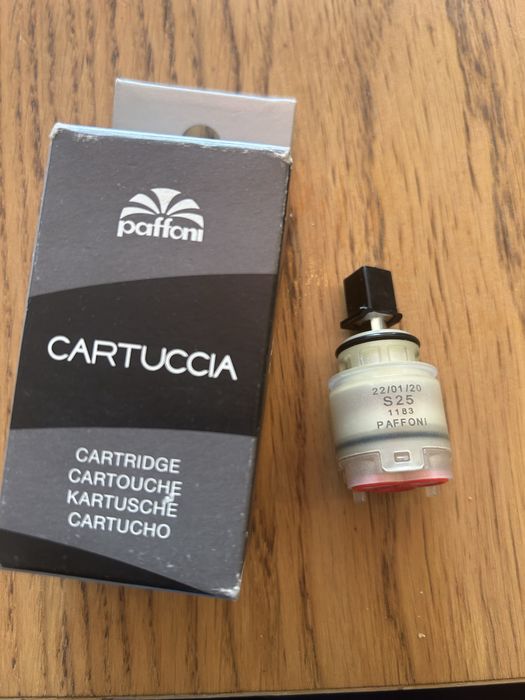 paffoni
CARTUCCIA
CARTRIDGE
CARTOUCHE
KARTUSCHE
CARTUCHO
22/01/20
S25
1183
PAFFONI